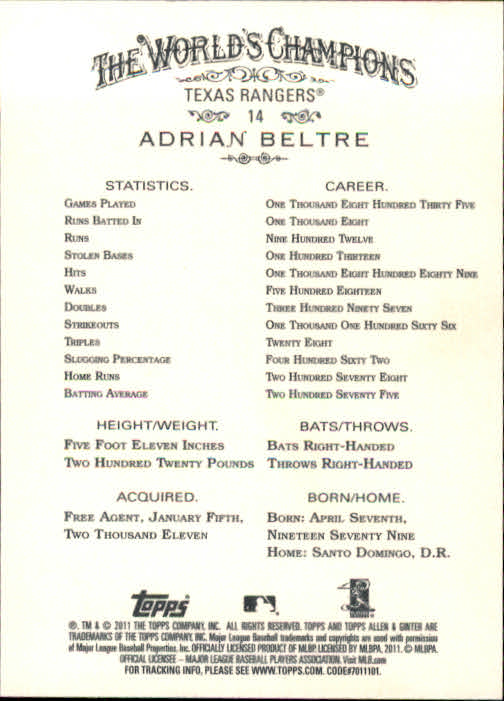 THE WORLD'S CHAMPIONS
TEXAS RANGERS®
14
ADRIAN BELTRE
STATISTICS. CAREER.
GAMES PLAYED ONE THOUSAND EIGHT HUNDRED THIRTY FIVE
RUNS BATTED IN ONE THOUSAND EIGHT
RUNS NINE HUNDRED TWELVE
STOLEN BASES ONE HUNDRED THIRTEEN
HITS ONE THOUSAND EIGHT HUNDRED EIGHTY NINE
WALKS FIVE HUNDRED EIGHTEEN
DOUBLES THREE HUNDRED NINETY SEVEN
STRIKEOUTS ONE THOUSAND ONE HUNDRED SIXTY SIX
TRIPLES TWENTY EIGHT
SLUGGING PERCENTAGE FOUR HUNDRED SIXTY TWO
HOME RUNS TWO HUNDRED SEVENTY EIGHT
BATTING AVERAGE TWO HUNDRED SEVENTY FIVE
HEIGHT/WEIGHT. BATS/THROWS.
FIVE FOOT ELEVEN INCHES BATS RIGHT-HANDED
TWO HUNDRED TWENTY POUNDS THROWS RIGHT-HANDED
ACQUIRED. BORN/HOME.
FREE AGENT, JANUARY FIFTH, BORN: APRIL SEVENTH,
TWO THOUSAND ELEVEN NINETEEN SEVENTY NINE
HOME: SANTO DOMINGO, D.R.
Topps
℗, TM & © 2011 THE TOPPS COMPANY, INC. ALL RIGHTS RESERVED. TOPPS AND TOPPS ALLEN & GINTER ARE
TRADEMARKS OF THE TOPPS COMPANY, INC. Major League Baseball trademarks and copyrights are used with permission
of Major League Baseball Properties, Inc. OFFICIALLY LICENSED PRODUCT OF MLBP. LICENSED BY MLBPA, 2011. © MLBPA.
OFFICIAL LICENSEE – MAJOR LEAGUE BASEBALL PLAYERS ASSOCIATION. Visit MLB.com
FOR TRACKING INFO, PLEASE SEE WWW.TOPPS.COM. CODE#7011101.